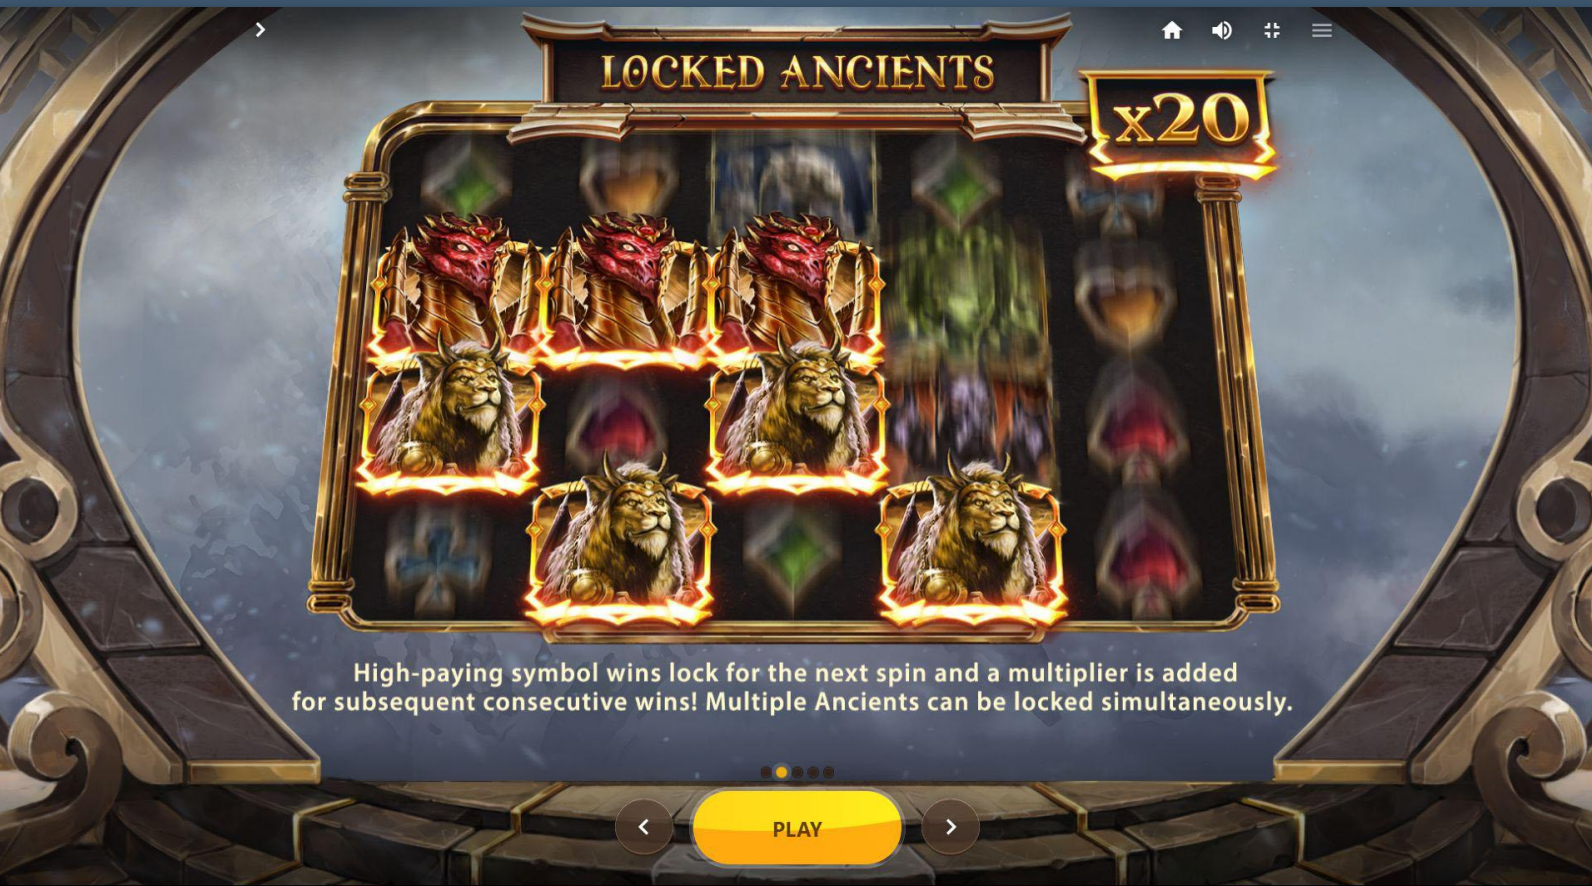 LOCKED ANCIENTS
x20
High-paying symbol wins lock for the next spin and a multiplier is added
for subsequent consecutive wins! Multiple Ancients can be locked simultaneously.
PLAY